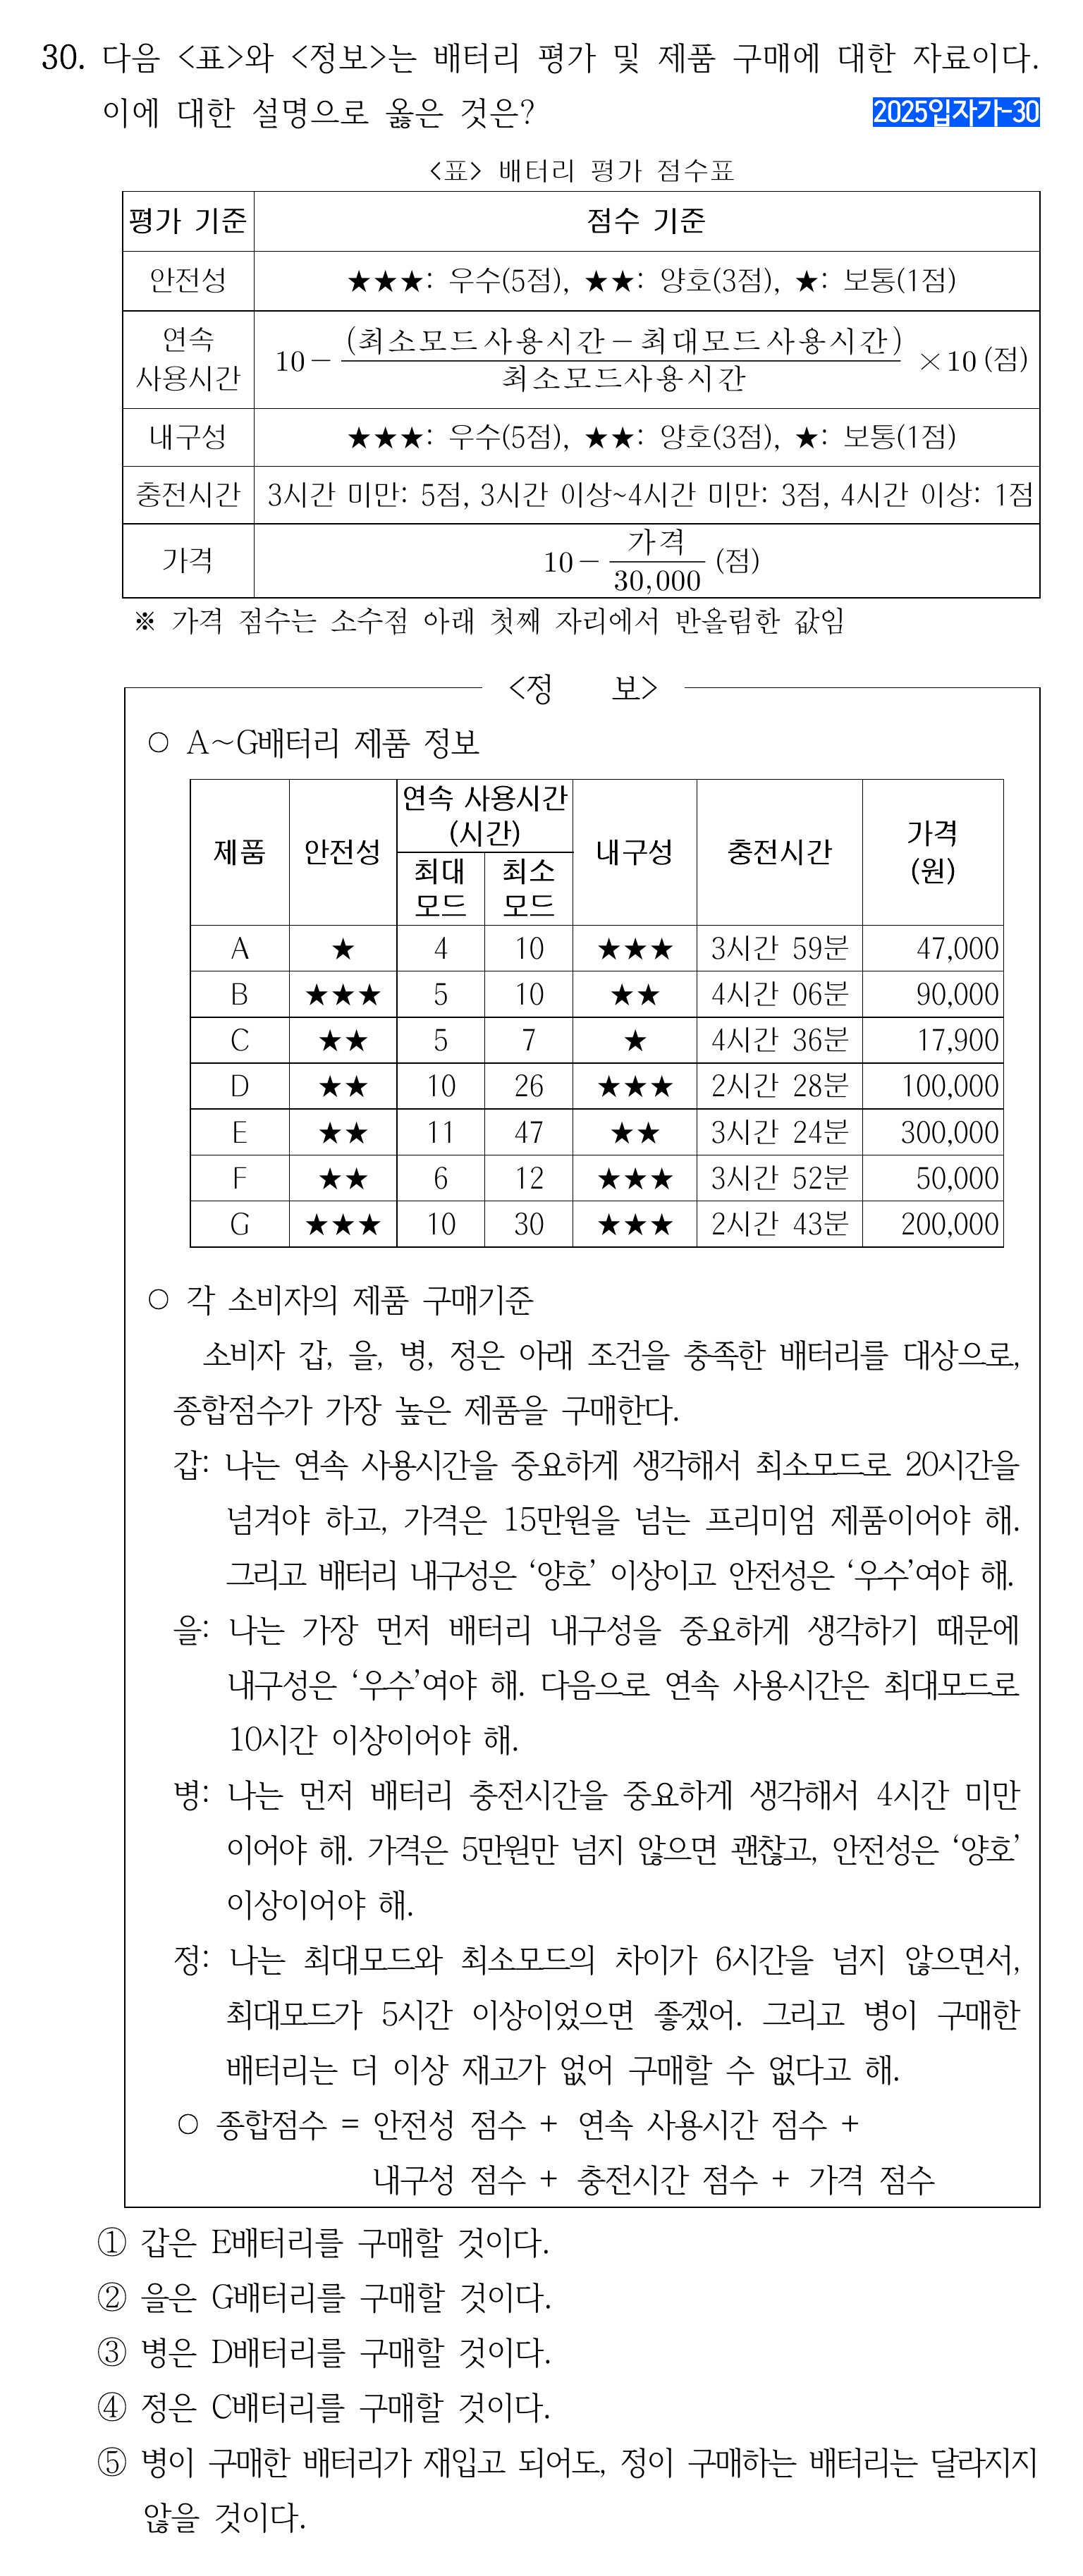 30. 다음 <표>와 <정보>는 배터리 평가 및 제품 구매에 대한 자료이다.
이에 대한 설명으로 옳은 것은?
2025입자가-30
<표> 배터리 평가 점수표
평가 기준 점수 기준
안전성 ★★★: 우수(5점), ★★: 양호(3점), ★: 보통(1점)
연속 사용시간 10 − (최소모드 사용시간 − 최대모드 사용시간) / 최소모드사용시간 × 10 (점)
내구성 ★★★: 우수(5점), ★★: 양호(3점), ★: 보통(1점)
충전시간 3시간 미만: 5점, 3시간 이상~4시간 미만: 3점, 4시간 이상: 1점
가격 10 − 가격 / 30,000 (점)
※ 가격 점수는 소수점 아래 첫째 자리에서 반올림한 값임
<정 보>
○ A~G배터리 제품 정보
제품 안전성 연속 사용시간 (시간) 내구성 충전시간 가격 (원)
최대 모드 최소 모드
A ★ 4 10 ★★★ 3시간 59분 47,000
B ★★★ 5 10 ★★ 4시간 06분 90,000
C ★★ 5 7 ★ 4시간 36분 17,900
D ★★ 10 26 ★★★ 2시간 28분 100,000
E ★★ 11 47 ★★ 3시간 24분 300,000
F ★★ 6 12 ★★★ 3시간 52분 50,000
G ★★★ 10 30 ★★★ 2시간 43분 200,000
○ 각 소비자의 제품 구매기준
소비자 갑, 을, 병, 정은 아래 조건을 충족한 배터리를 대상으로,
종합점수가 가장 높은 제품을 구매한다.
갑: 나는 연속 사용시간을 중요하게 생각해서 최소모드로 20시간을
넘겨야 하고, 가격은 15만원을 넘는 프리미엄 제품이어야 해.
그리고 배터리 내구성은 ‘양호’ 이상이고 안전성은 ‘우수’여야 해.
을: 나는 가장 먼저 배터리 내구성을 중요하게 생각하기 때문에
내구성은 ‘우수’여야 해. 다음으로 연속 사용시간은 최대모드로
10시간 이상이어야 해.
병: 나는 먼저 배터리 충전시간을 중요하게 생각해서 4시간 미만
이어야 해. 가격은 5만원만 넘지 않으면 괜찮고, 안전성은 ‘양호’
이상이어야 해.
정: 나는 최대모드와 최소모드의 차이가 6시간을 넘지 않으면서,
최대모드가 5시간 이상이었으면 좋겠어. 그리고 병이 구매한
배터리는 더 이상 재고가 없어 구매할 수 없다고 해.
○ 종합점수 = 안전성 점수 + 연속 사용시간 점수 +
내구성 점수 + 충전시간 점수 + 가격 점수
① 갑은 E배터리를 구매할 것이다.
② 을은 G배터리를 구매할 것이다.
③ 병은 D배터리를 구매할 것이다.
④ 정은 C배터리를 구매할 것이다.
⑤ 병이 구매한 배터리가 재입고 되어도, 정이 구매하는 배터리는 달라지지
않을 것이다.